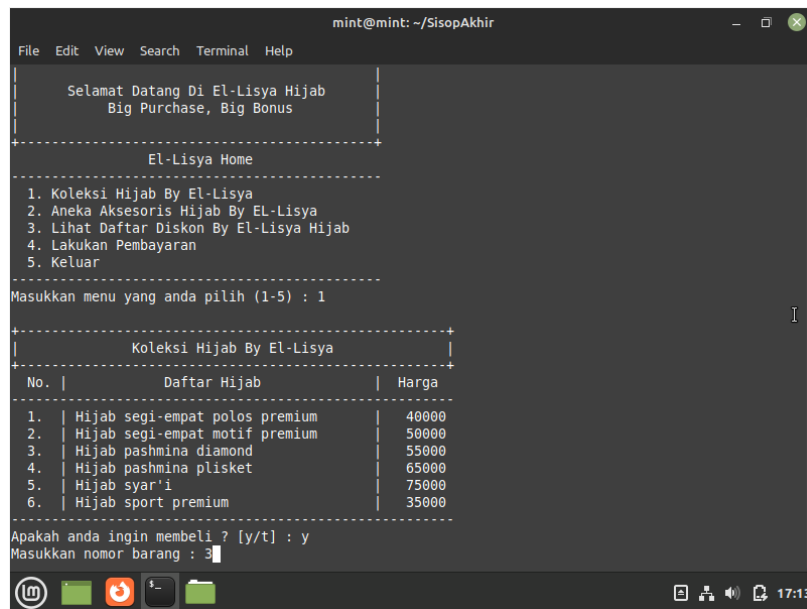 mint@mint: ~/SisopAkhir
File Edit View Search Terminal Help
Selamat Datang Di El-Lisya Hijab
Big Purchase, Big Bonus
El-Lisya Home
1. Koleksi Hijab By El-Lisya
2. Aneka Aksesoris Hijab By EL-Lisya
3. Lihat Daftar Diskon By El-Lisya Hijab
4. Lakukan Pembayaran
5. Keluar
Masukkan menu yang anda pilih (1-5) : 1
Koleksi Hijab By El-Lisya
No. | Daftar Hijab | Harga
1. | Hijab segi-empat polos premium | 40000
2. | Hijab segi-empat motif premium | 50000
3. | Hijab pashmina diamond | 55000
4. | Hijab pashmina plisket | 65000
5. | Hijab syar'i | 75000
6. | Hijab sport premium | 35000
Apakah anda ingin membeli ? [y/t] : y
Masukkan nomor barang : 3